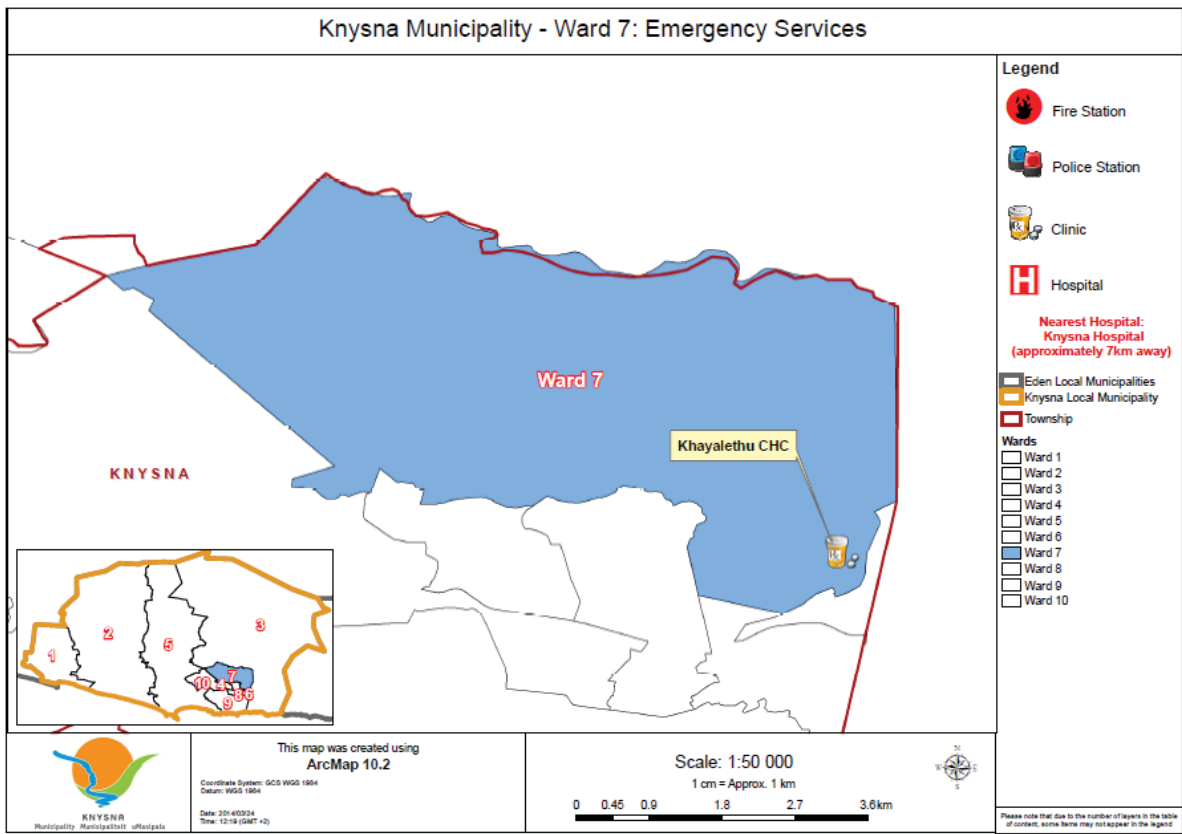 Knysna Municipality - Ward 7: Emergency Services
Legend
Fire Station
Police Station
Clinic
Hospital
Nearest Hospital:
Knysna Hospital
(approximately 7km away)
Eden Local Municipalities
Knysna Local Municipality
Township
Wards
Ward 1
Ward 2
Ward 3
Ward 4
Ward 5
Ward 6
Ward 7
Ward 8
Ward 9
Ward 10
Ward 7
Khayalethu CHC
KNYSNA
1
2
5
3
7
10
4
8
6
9
KNYSNA
Municipality Munisipaliteit uMasipala
This map was created using
ArcMap 10.2
Coordinate System: GCS WGS 1984
Datum: WGS 1984
Date: 2014/03/24
Time: 12:19 (GMT +2)
Scale: 1:50 000
1 cm = Approx. 1 km
0 0.45 0.9 1.8 2.7 3.6 km
N
W E
S
Please note that due to the number of layers in the table
of content, some items may not appear in the legend